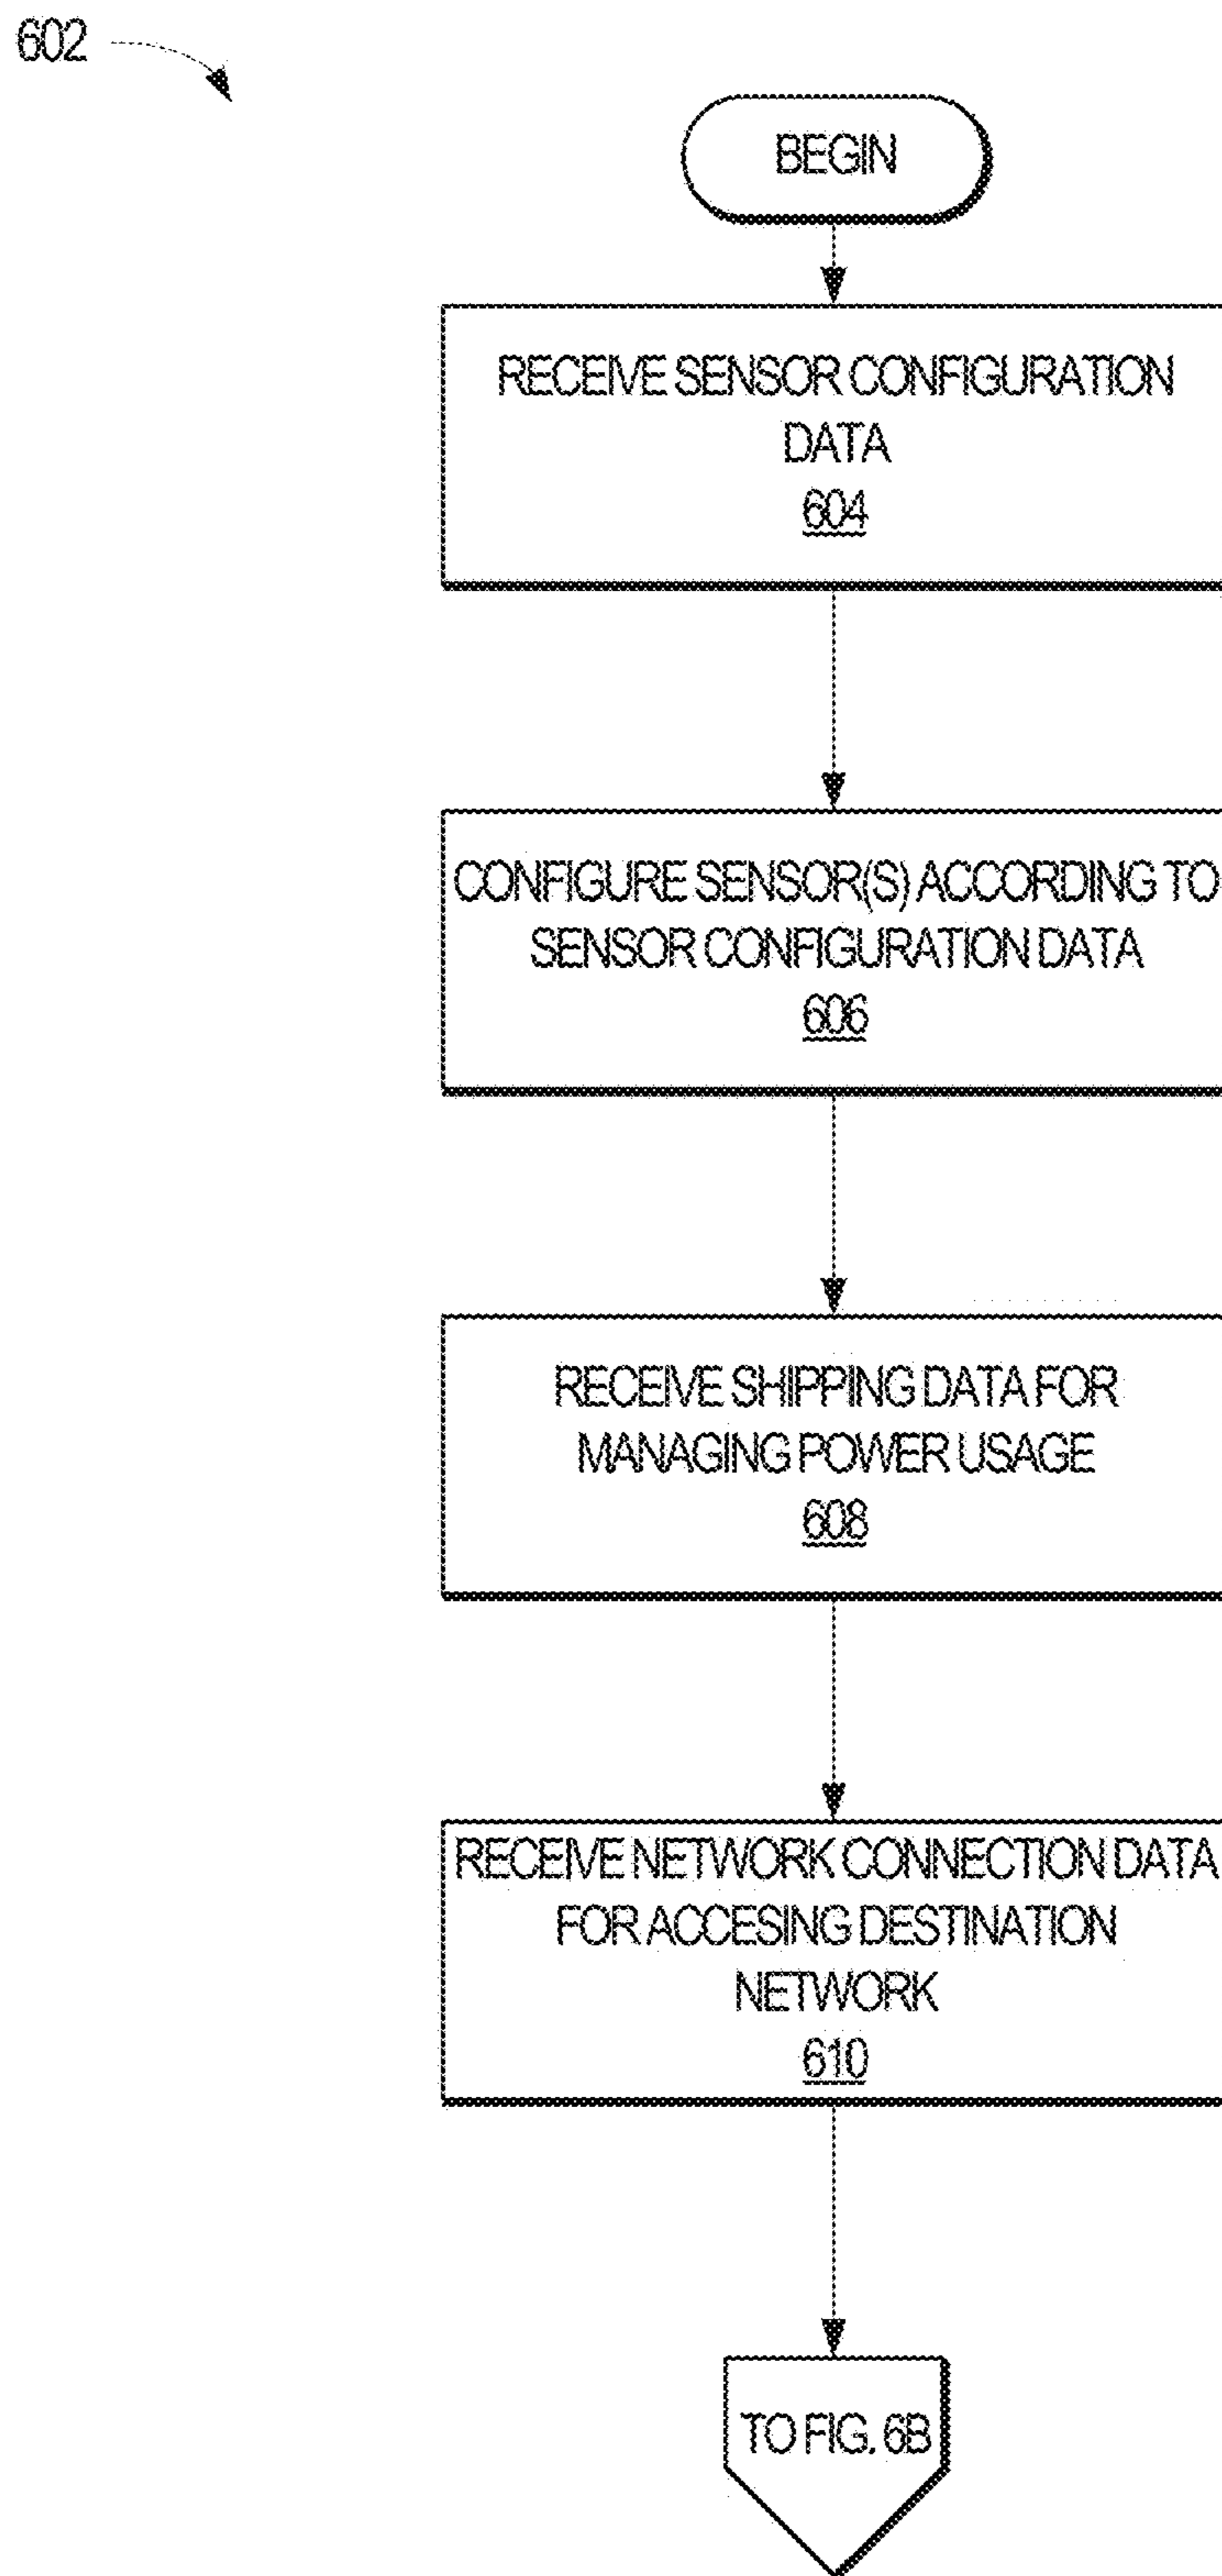 602
BEGIN
RECEIVE SENSOR CONFIGURATION
DATA
604
CONFIGURE SENSOR(S) ACCORDING TO
SENSOR CONFIGURATION DATA
606
RECEIVE SHIPPING DATA FOR
MANAGING POWER USAGE
608
RECEIVE NETWORK CONNECTION DATA
FOR ACCESING DESTINATION
NETWORK
610
TO FIG. 6B